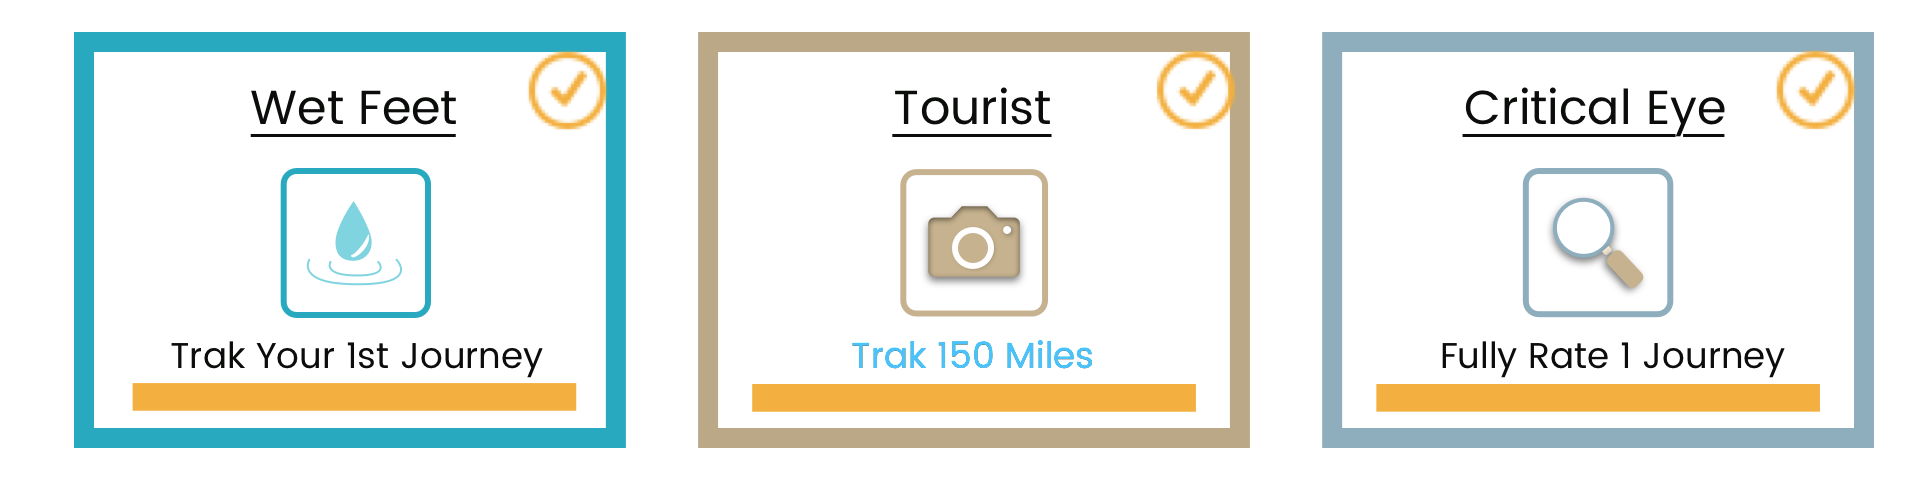 Wet Feet
Trak Your 1st Journey
Tourist
Trak 150 Miles
Critical Eye
Fully Rate 1 Journey